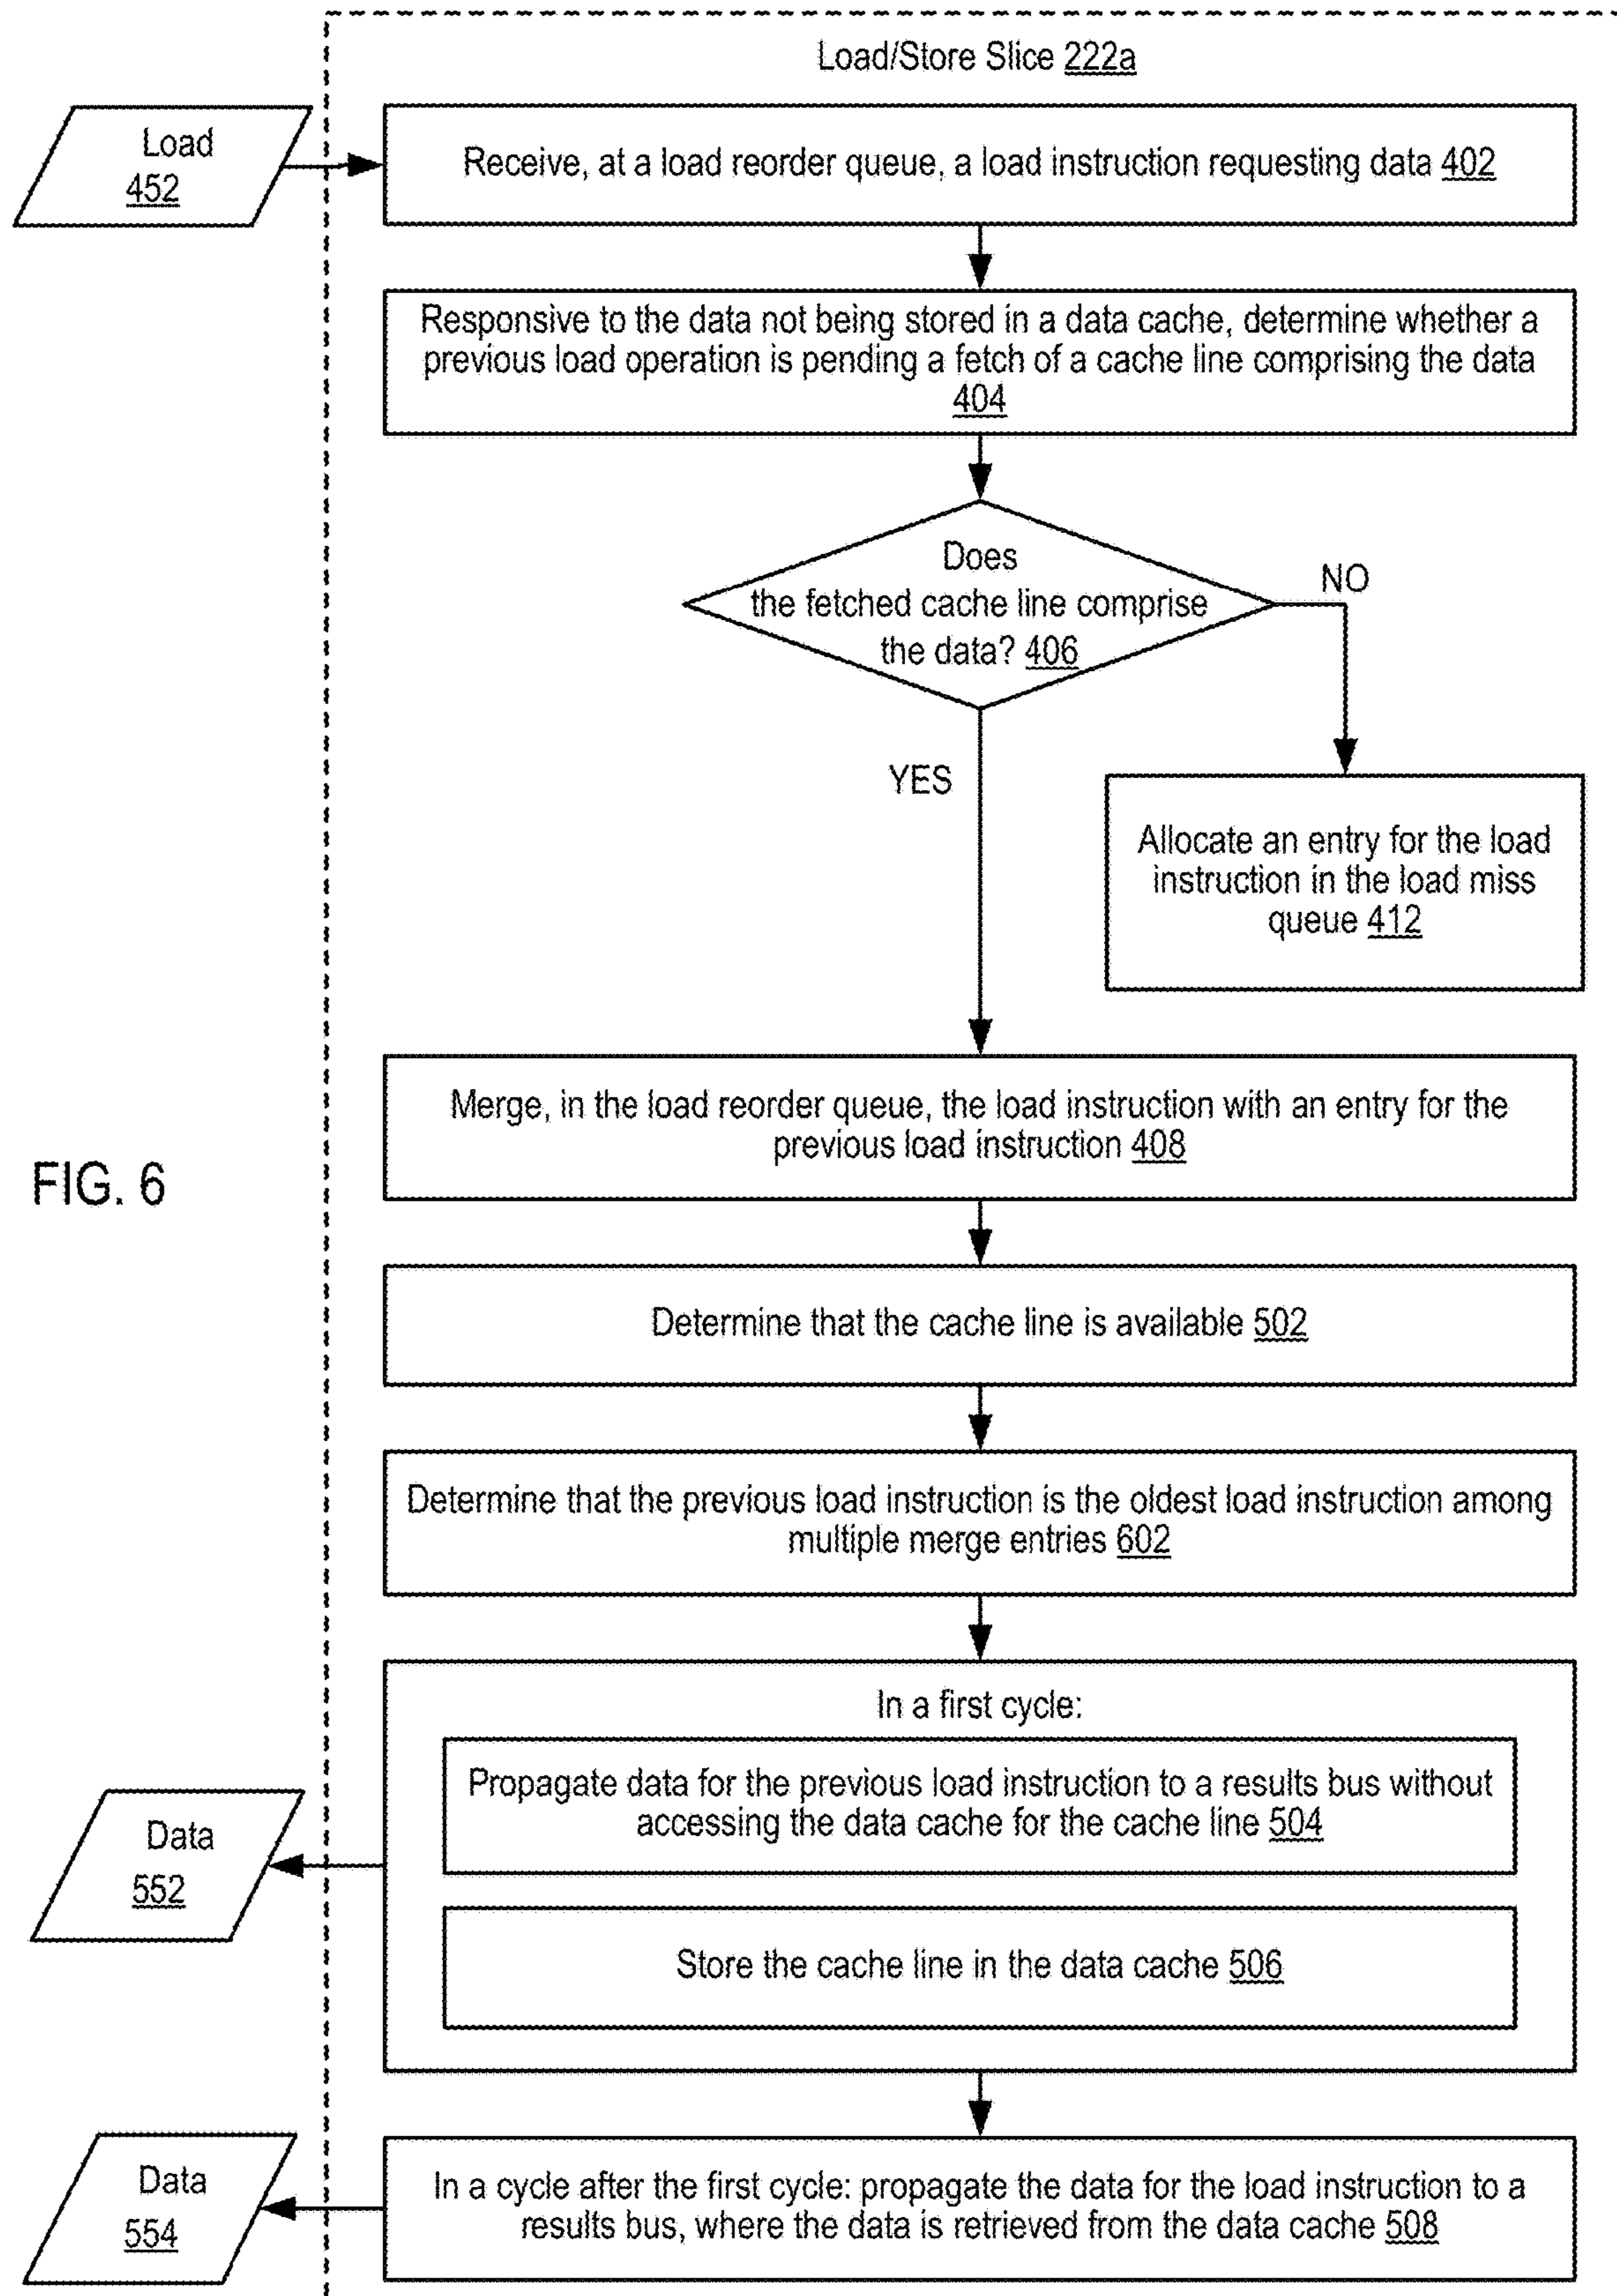 Load/Store Slice 222a
Load
452
Receive, at a load reorder queue, a load instruction requesting data 402
Responsive to the data not being stored in a data cache, determine whether a
previous load operation is pending a fetch of a cache line comprising the data
404
Does
the fetched cache line comprise
the data? 406
NO
YES
Allocate an entry for the load
instruction in the load miss
queue 412
Merge, in the load reorder queue, the load instruction with an entry for the
previous load instruction 408
FIG. 6
Determine that the cache line is available 502
Determine that the previous load instruction is the oldest load instruction among
multiple merge entries 602
In a first cycle:
Propagate data for the previous load instruction to a results bus without
accessing the data cache for the cache line 504
Data
552
Store the cache line in the data cache 506
Data
554
In a cycle after the first cycle: propagate the data for the load instruction to a
results bus, where the data is retrieved from the data cache 508